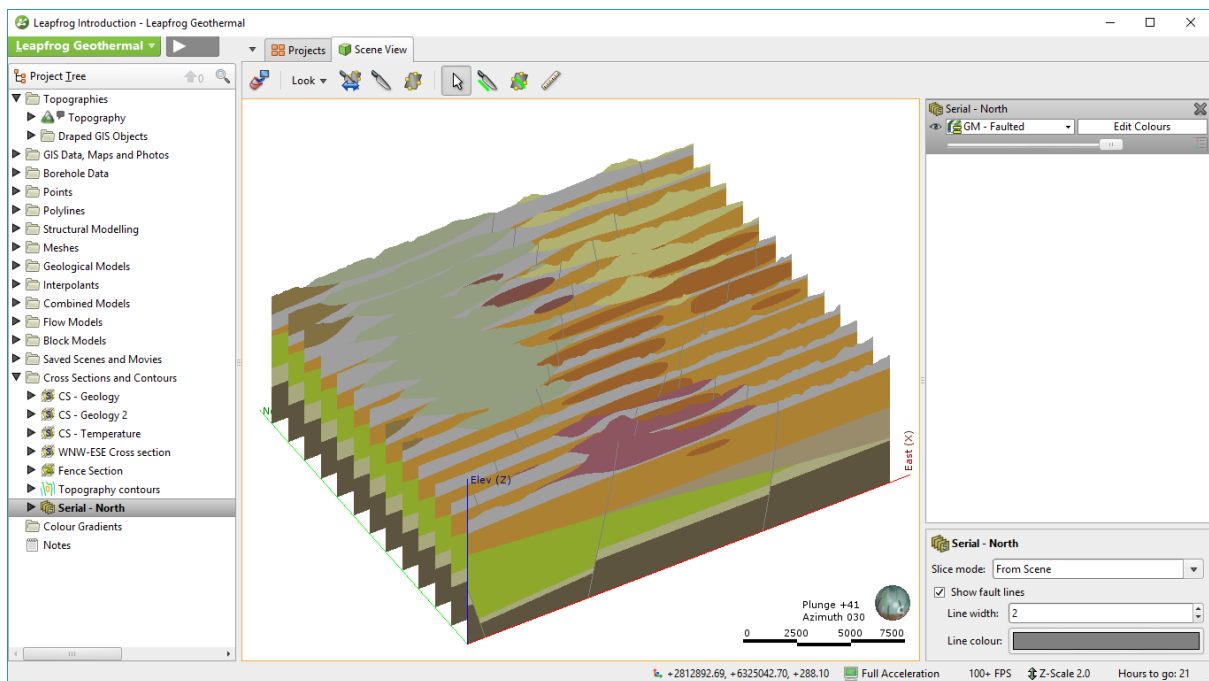 Leapfrog Introduction - Leapfrog Geothermal
Leapfrog Geothermal
Projects
Scene View
Project Tree
0
Look
Topographies
Topography
Draped GIS Objects
GIS Data, Maps and Photos
Borehole Data
Points
Polylines
Structural Modelling
Meshes
Geological Models
Interpolants
Combined Models
Flow Models
Block Models
Saved Scenes and Movies
Cross Sections and Contours
CS - Geology
CS - Geology 2
CS - Temperature
WNW-ESE Cross section
Fence Section
Topography contours
Serial - North
Colour Gradients
Notes
Elev (Z)
East (X)
Plunge +41
Azimuth 030
0 2500 5000 7500
Serial - North
GM - Faulted
Edit Colours
Serial - North
Slice mode: From Scene
Show fault lines
Line width: 2
Line colour:
+2812892.69, +6325042.70, +288.10
Full Acceleration
100+ FPS
Z-Scale 2.0
Hours to go: 21